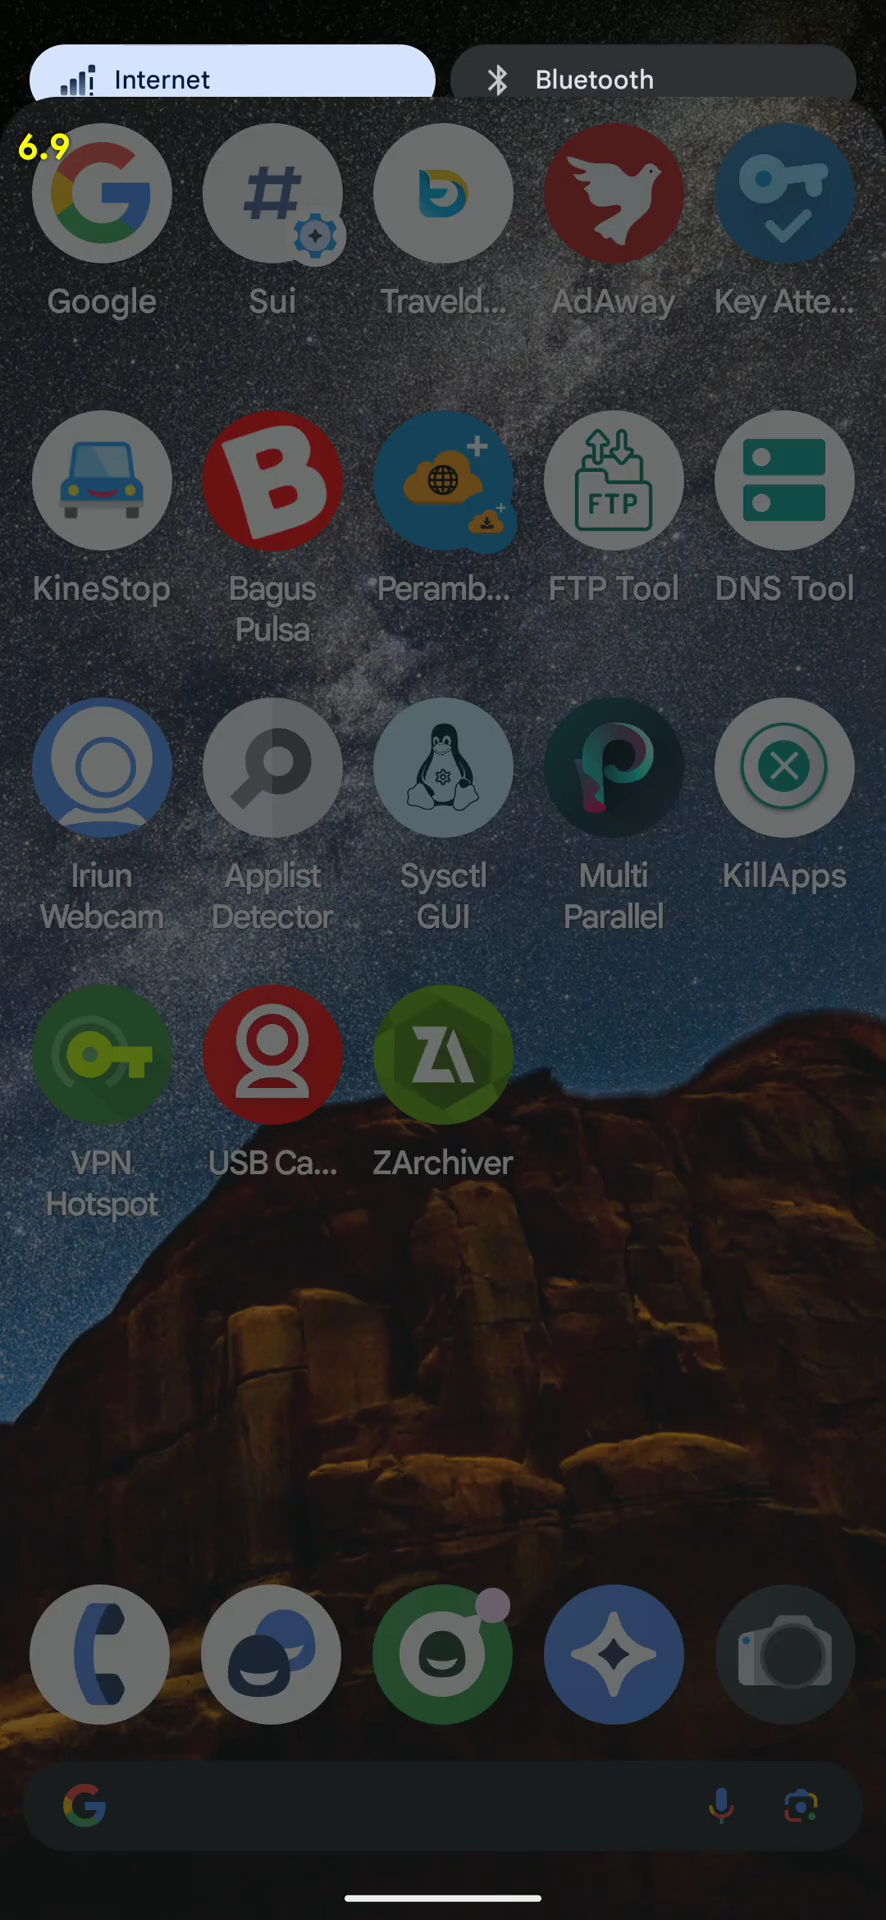 Internet
Bluetooth
6.9
Google
Sui
Traveld...
AdAway
Key Atte...
KineStop
Bagus
Pulsa
Peramb...
FTP
FTP Tool
DNS Tool
Iriun
Webcam
Applist
Detector
Sysctl
GUI
Multi
Parallel
KillApps
ZA
VPN
Hotspot
USB Ca...
ZArchiver